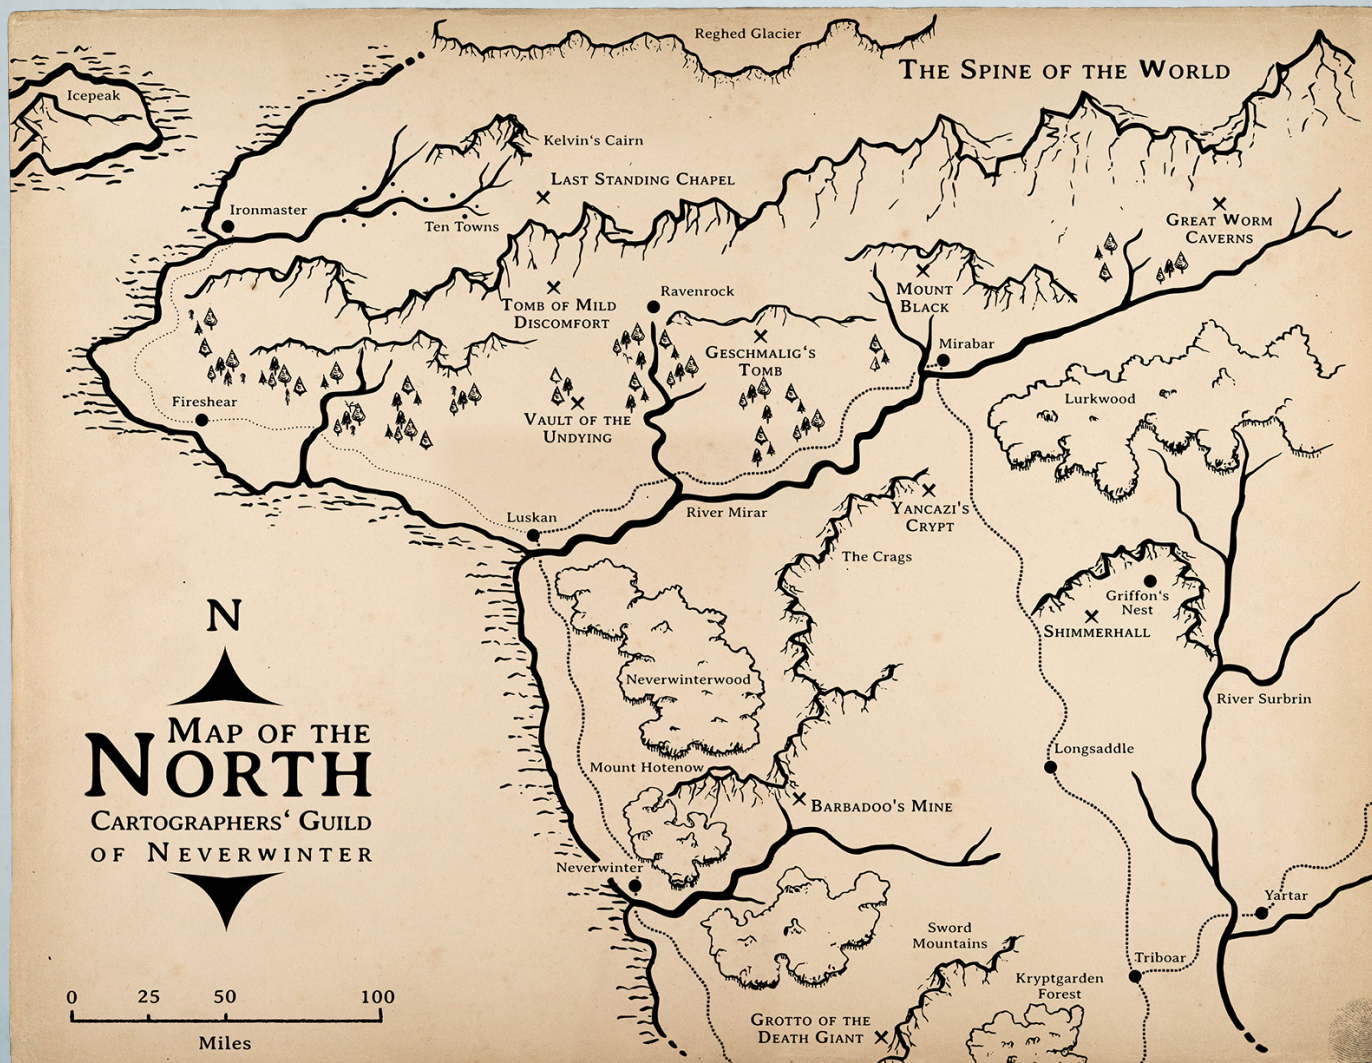 Reghed Glacier
The Spine of the World
Icepeak
Kelvin's Cairn
Last Standing Chapel
Ironmaster
Ten Towns
Great Worm
Caverns
Ravenrock
Mount
Black
Tomb of Mild
Discomfort
Mirabar
Geschmalig's
Tomb
Fireshear
Lurkwood
Vault of the
Undying
Luskan
River Mirar
Yancazi's
Crypt
The Crags
Griffon's
Nest
Shimmerhall
N
Neverwinterwood
River Surbrin
Map of the
North
Cartographers' Guild
of Neverwinter
Longsaddle
Mount Hotenow
Barbadoo's Mine
Neverwinter
Yartar
Sword
Mountains
Triboar
Kryptgarden
Forest
0 25 50 100
Miles
Grotto of the
Death Giant